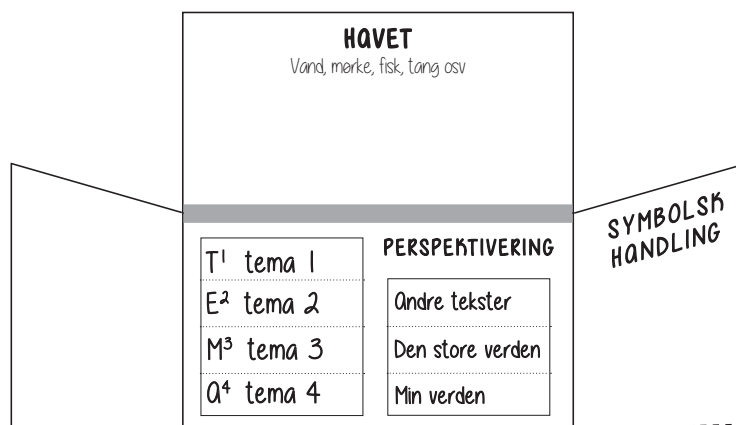 HAVET
Vand, mørke, fisk, tang osv
SYMBOLSK
HANDLING
T¹ tema 1
E² tema 2
M³ tema 3
A⁴ tema 4
PERSPEKTIVERING
Andre tekster
Den store verden
Min verden